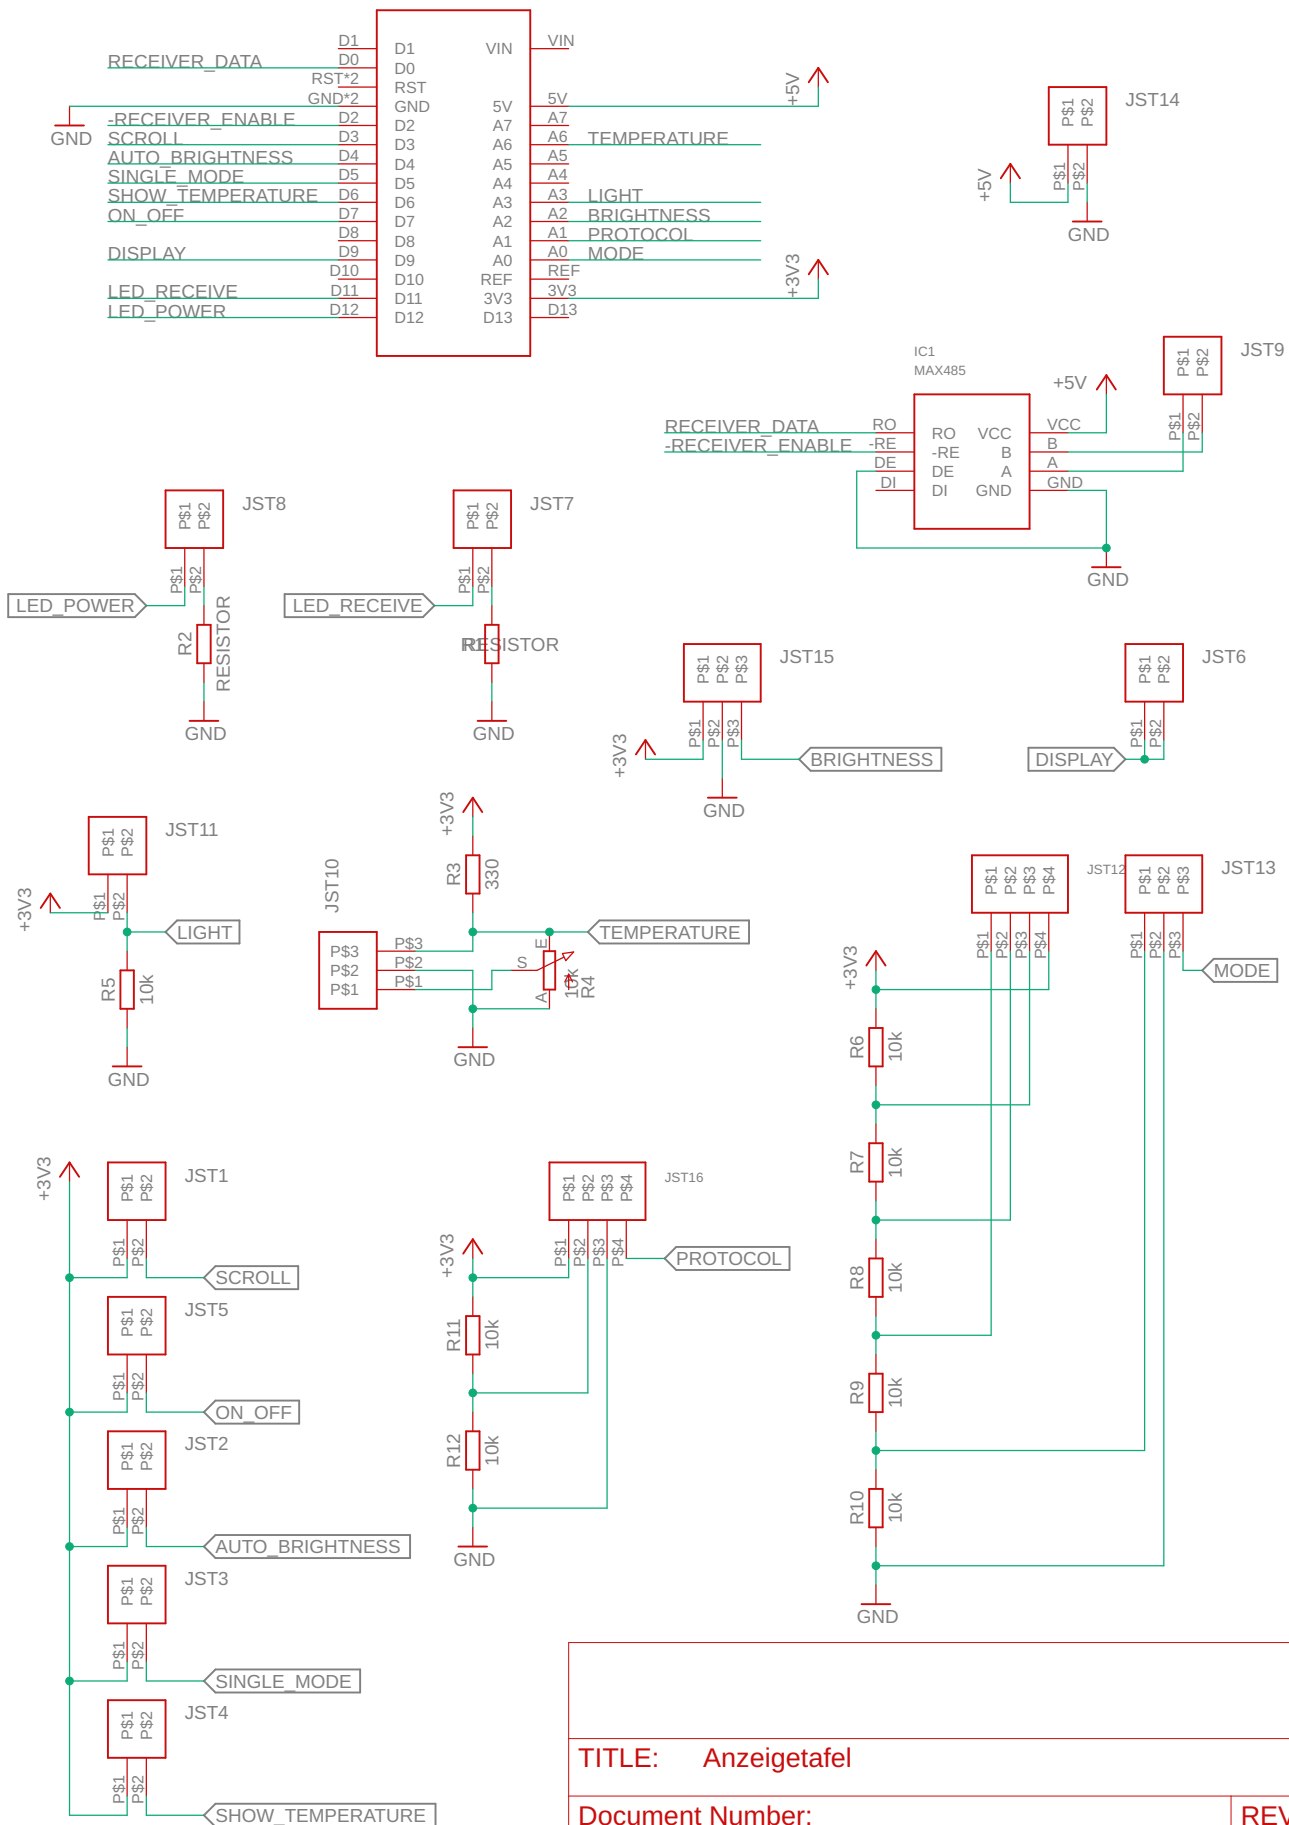 D1 D1 VIN VIN
RECEIVER_DATA D0 D0
RST*2 RST
GND GND*2 GND 5V 5V +5V
-RECEIVER_ENABLE D2 D2 A7 A7
SCROLL D3 D3 A6 A6 TEMPERATURE
AUTO_BRIGHTNESS D4 D4 A5 A5
SINGLE_MODE D5 D5 A4 A4
SHOW_TEMPERATURE D6 D6 A3 A3 LIGHT
ON_OFF D7 D7 A2 A2 BRIGHTNESS
D8 D8 A1 A1 PROTOCOL
DISPLAY D9 D9 A0 A0 MODE
D10 D10 REF REF
LED_RECEIVE D11 D11 3V3 3V3 +3V3
LED_POWER D12 D12 D13 D13
P$1 P$2 JST14
P$1 P$2
+5V
GND
IC1
MAX485
P$1 P$2 JST9
P$1 P$2
+5V
RECEIVER_DATA RO RO VCC VCC
-RECEIVER_ENABLE -RE -RE B B
DE DE A A
DI DI GND GND
GND
P$1 P$2 JST8
P$1 P$2
LED_POWER
R2 RESISTOR
GND
P$1 P$2 JST7
P$1 P$2
LED_RECEIVE
R1 RESISTOR
GND
P$1 P$2 P$3 JST15
P$1 P$2 P$3
+3V3
BRIGHTNESS
GND
P$1 P$2 JST6
P$1 P$2
DISPLAY
P$1 P$2 JST11
P$1 P$2
+3V3
LIGHT
R5 10k
GND
+3V3
R3 330
JST10
P$3 P$3
P$2 P$2
P$1 P$1
TEMPERATURE
E
S
A
10k R4
GND
P$1 P$2 P$3 P$4 JST12
P$1 P$2 P$3 P$4
P$1 P$2 P$3 JST13
P$1 P$2 P$3
MODE
+3V3
R6 10k
R7 10k
R8 10k
R9 10k
R10 10k
GND
+3V3
P$1 P$2 JST1
P$1 P$2
SCROLL
P$1 P$2 JST5
P$1 P$2
ON_OFF
P$1 P$2 JST2
P$1 P$2
AUTO_BRIGHTNESS
P$1 P$2 JST3
P$1 P$2
SINGLE_MODE
P$1 P$2 JST4
P$1 P$2
SHOW_TEMPERATURE
P$1 P$2 P$3 P$4 JST16
P$1 P$2 P$3 P$4
PROTOCOL
+3V3
R11 10k
R12 10k
GND
TITLE: Anzeigetafel
Document Number: REV